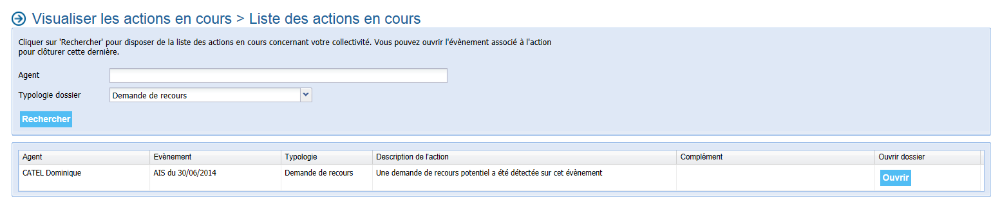 Visualiser les actions en cours > Liste des actions en cours
Cliquer sur 'Rechercher' pour disposer de la liste des actions en cours concernant votre collectivité. Vous pouvez ouvrir l'évènement associé à l'action
pour clôturer cette dernière.
Agent
Typologie dossier Demande de recours
Rechercher
Agent Evènement Typologie Description de l'action Complément Ouvrir dossier
CATEL Dominique AIS du 30/06/2014 Demande de recours Une demande de recours potentiel a été détectée sur cet évènement Ouvrir